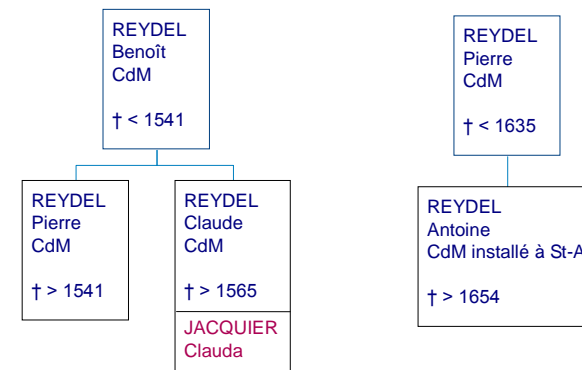 REYDEL
Benoît
CdM
† < 1541
REYDEL
Pierre
CdM
† > 1541
REYDEL
Claude
CdM
† > 1565
JACQUIER
Clauda
REYDEL
Pierre
CdM
† < 1635
REYDEL
Antoine
CdM installé à St-A
† > 1654